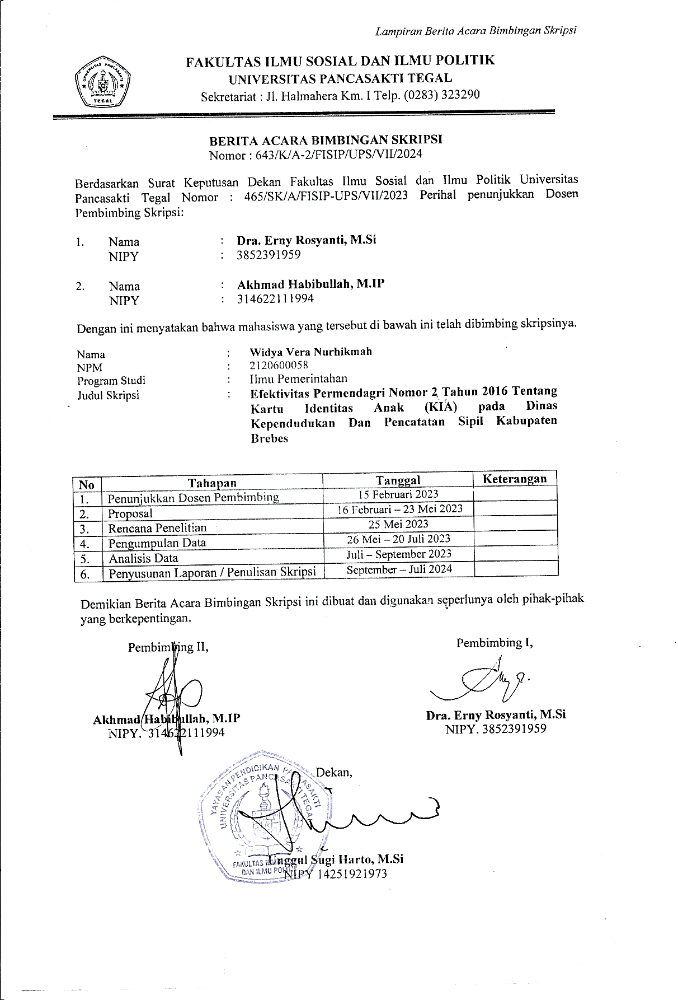 Lampiran Berita Acara Bimbingan Skripsi
UNIVERSITAS PANCASAKTI
TEGAL
FAKULTAS ILMU SOSIAL DAN ILMU POLITIK
UNIVERSITAS PANCASAKTI TEGAL
Sekretariat : Jl. Halmahera Km. I Telp. (0283) 323290
BERITA ACARA BIMBINGAN SKRIPSI
Nomor : 643/K/A-2/FISIP/UPS/VII/2024
Berdasarkan Surat Keputusan Dekan Fakultas Ilmu Sosial dan Ilmu Politik Universitas
Pancasakti Tegal Nomor : 465/SK/A/FISIP-UPS/VII/2023 Perihal penunjukkan Dosen
Pembimbing Skripsi:
1. Nama : Dra. Erny Rosyanti, M.Si
NIPY : 3852391959
2. Nama : Akhmad Habibullah, M.IP
NIPY : 314622111994
Dengan ini menyatakan bahwa mahasiswa yang tersebut di bawah ini telah dibimbing skripsinya.
Nama : Widya Vera Nurhikmah
NPM : 2120600058
Program Studi : Ilmu Pemerintahan
Judul Skripsi : Efektivitas Permendagri Nomor 2 Tahun 2016 Tentang
Kartu Identitas Anak (KIA) pada Dinas
Kependudukan Dan Pencatatan Sipil Kabupaten
Brebes
No Tahapan Tanggal Keterangan
1. Penunjukkan Dosen Pembimbing 15 Februari 2023
2. Proposal 16 Februari – 23 Mei 2023
3. Rencana Penelitian 25 Mei 2023
4. Pengumpulan Data 26 Mei – 20 Juli 2023
5. Analisis Data Juli – September 2023
6. Penyusunan Laporan / Penulisan Skripsi September – Juli 2024
Demikian Berita Acara Bimbingan Skripsi ini dibuat dan digunakan seperlunya oleh pihak-pihak
yang berkepentingan.
Pembimbing II, Pembimbing I,
Akhmad Habibullah, M.IP Dra. Erny Rosyanti, M.Si
NIPY. 314622111994 NIPY. 3852391959
Dekan,
YAYASAN PENDIDIKAN PANCASAKTI
UNIVERSITAS PANCASAKTI TEGAL
FAKULTAS ILMU
DAN ILMU POLITIK
Unggul Sugi Harto, M.Si
NIPY 14251921973